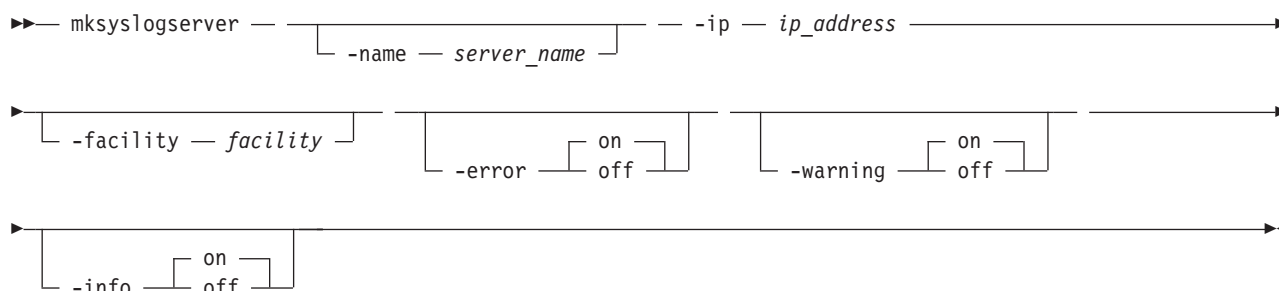 mksyslogserver -name server_name -ip ip_address
-facility facility -error on off -warning on off
-info on off